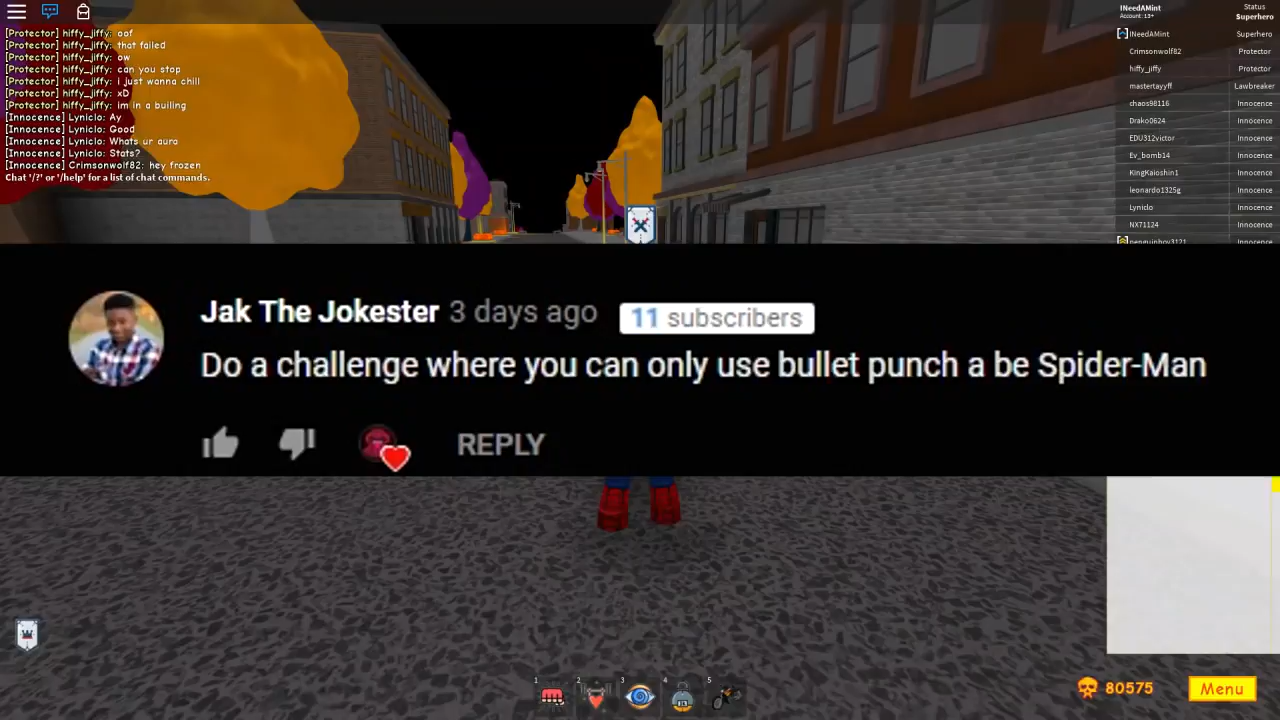 [Protector] hiffy_jiffy: oof
[Protector] hiffy_jiffy: that failed
[Protector] hiffy_jiffy: ow
[Protector] hiffy_jiffy: can you stop
[Protector] hiffy_jiffy: i just wanna chill
[Protector] hiffy_jiffy: xD
[Protector] hiffy_jiffy: im in a builing
[Innocence] Lyniclo: Ay
[Innocence] Lyniclo: Good
[Innocence] Lyniclo: Whats ur aura
[Innocence] Lyniclo: Stats?
[Innocence] Crimsonwolf82: hey frozen
Chat '/?' or '/help' for a list of chat commands.
INeedAMint Status
Account: 13+ Superhero
INeedAMint Superhero
Crimsonwolf82 Protector
hiffy_jiffy Protector
mastertayff Lawbreaker
chaos98116 Innocence
Drako0624 Innocence
EDU312victor Innocence
Ev_bomb14 Innocence
KingKaioshin1 Innocence
leonardo1325g Innocence
Lyniclo Innocence
NX71124 Innocence
penguinboy3121 Innocence
Jak The Jokester 3 days ago 11 subscribers
Do a challenge where you can only use bullet punch a be Spider-Man
REPLY
1 2 3 4 5
80575 Menu